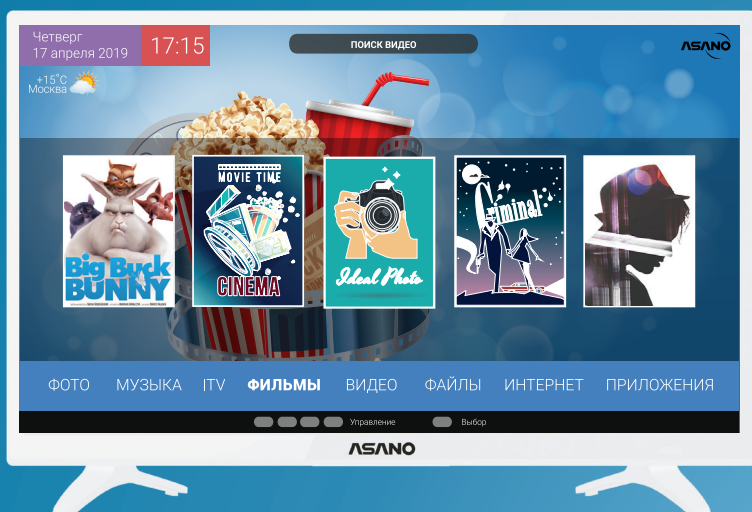 Четверг
17 апреля 2019
17:15
ПОИСК ВИДЕО
ASANO
+15°C
Москва
Big Buck
BUNNY
MOVIE TIME
CINEMA
Ideal Photo
Criminal
ФОТО МУЗЫКА ITV ФИЛЬМЫ ВИДЕО ФАЙЛЫ ИНТЕРНЕТ ПРИЛОЖЕНИЯ
Управление Выбор
ASANO